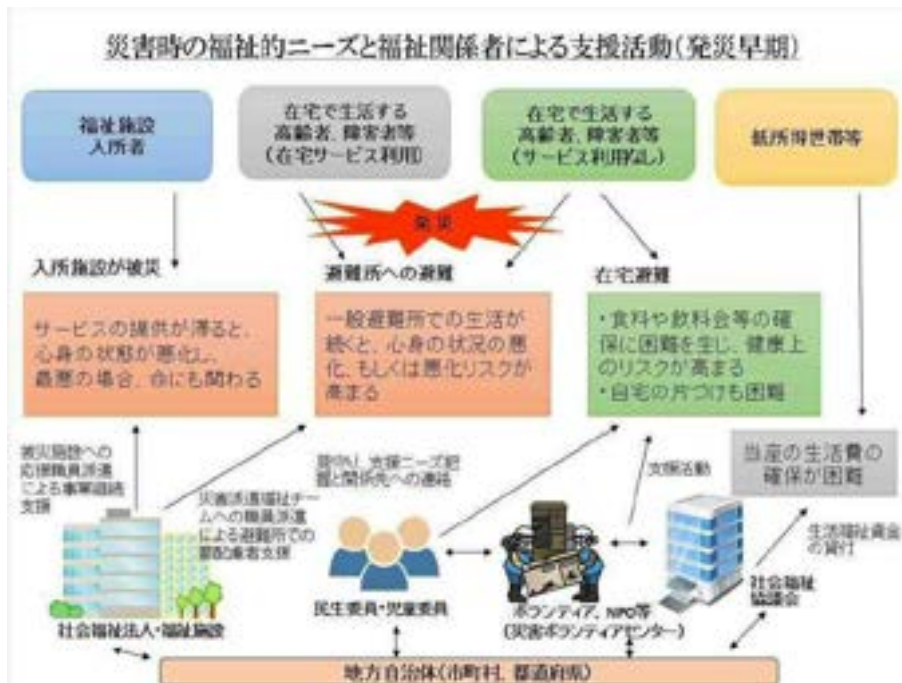 災害時の福祉的ニーズと福祉関係者による支援活動(発災早期)
福祉施設
入所者
在宅で生活する
高齢者、障害者等
(在宅サービス利用)
在宅で生活する
高齢者、障害者等
(サービス利用なし)
低所得世帯等
発災
入所施設が被災
避難所への避難
在宅避難
サービスの提供が滞ると、
心身の状態が悪化し、
最悪の場合、命にも関わる
一般避難所での生活が
続くと、心身の状況の悪
化、もしくは悪化リスクが
高まる
・食料や飲料会等の確
保に困難を生じ、健康上
のリスクが高まる
・自宅の片づけも困難
当座の生活費の
確保が困難
被災施設への
応援職員派遣
による事業継続
支援
災害派遣福祉チー
ムへの職員派遣
による避難所での
要配慮者支援
支援ニーズ把
握と関係先への連絡
支援活動
生活福祉資金
の貸付
社会福祉法人・福祉施設
民生委員・児童委員
ボランティア、NPO等
(災害ボランティアセンター)
社会福祉
協議会
地方自治体(市町村、都道府県)